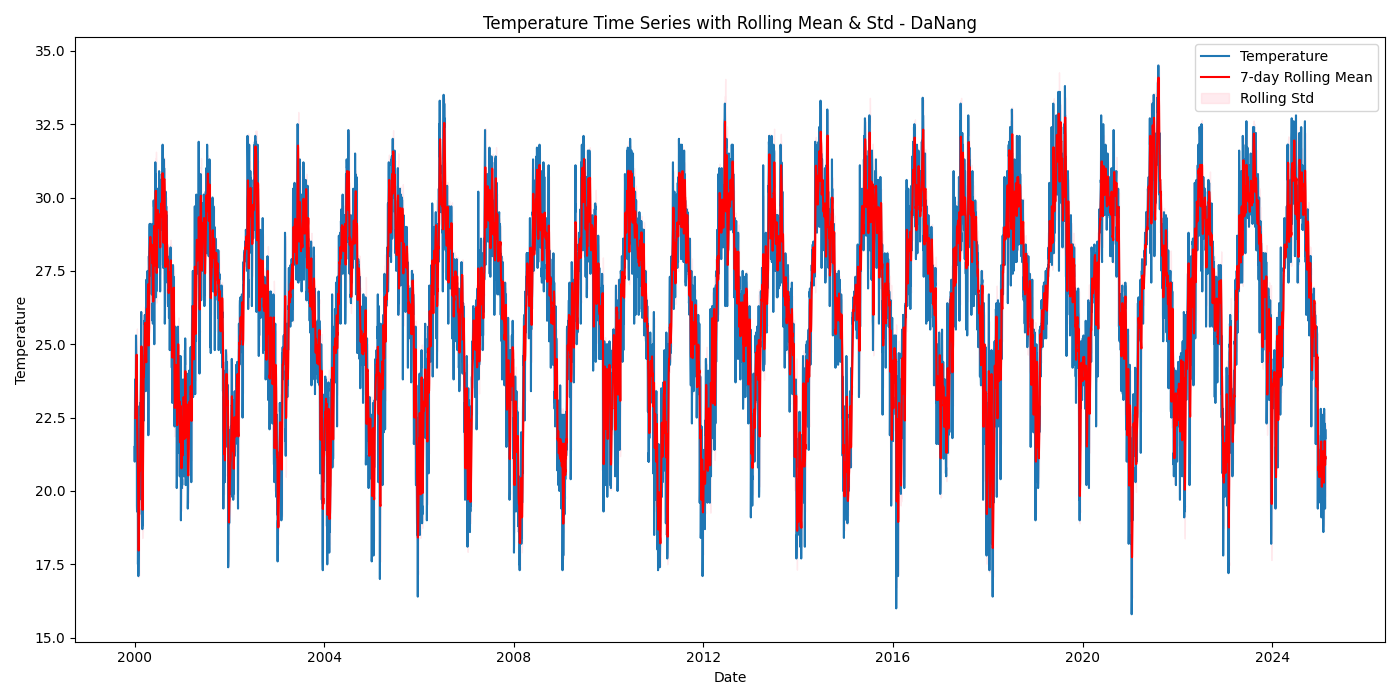 Temperature Time Series with Rolling Mean & Std - DaNang
Temperature
7-day Rolling Mean
Rolling Std
Temperature
35.0
32.5
30.0
27.5
25.0
22.5
20.0
17.5
15.0
2000
2004
2008
2012
2016
2020
2024
Date